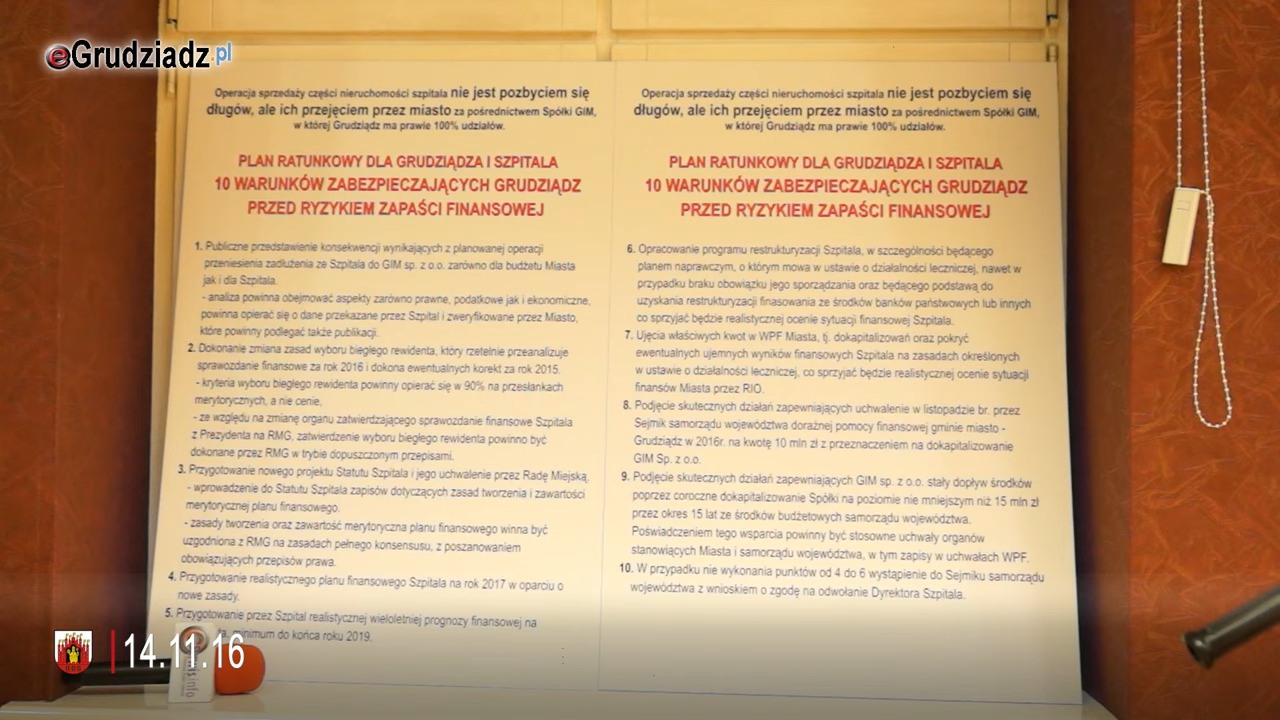 eGrudziadz.pl
Operacja sprzedaży części nieruchomości szpitala nie jest pozbyciem się
długów, ale ich przejęciem przez miasto za pośrednictwem Spółki GIM,
w której Grudziądz ma prawie 100% udziałów.
PLAN RATUNKOWY DLA GRUDZIĄDZA I SZPITALA
10 WARUNKÓW ZABEZPIECZAJĄCYCH GRUDZIĄDZ
PRZED RYZYKIEM ZAPAŚCI FINANSOWEJ
1. Publiczne przedstawienie konsekwencji wynikających z planowanej operacji
przeniesienia zadłużenia ze Szpitala do GIM sp. z o.o. zarówno dla budżetu Miasta
jak i dla Szpitala.
- analiza powinna obejmować aspekty zarówno prawne, podatkowe jak i ekonomiczne,
powinna opierać się o dane przekazane przez Szpital i zweryfikowane przez Miasto,
które powinny podlegać także publikacji.
2. Dokonanie zmiana zasad wyboru biegłego rewidenta, który rzetelnie przeanalizuje
sprawozdanie finansowe za rok 2016 i dokona ewentualnych korekt za rok 2015.
- kryteria wyboru biegłego rewidenta powinny opierać się w 90% na przesłankach
merytorycznych, a nie cenie,
- ze względu na zmianę organu zatwierdzającego sprawozdanie finansowe Szpitala
z Prezydenta na RMG, zatwierdzenie wyboru biegłego rewidenta powinno być
dokonane przez RMG w trybie dopuszczonym przepisami.
3. Przygotowanie nowego projektu Statutu Szpitala i jego uchwalenie przez Radę Miejską,
- wprowadzenie do Statutu Szpitala zapisów dotyczących zasad tworzenia i zawartości
merytorycznej planu finansowego.
- zasady tworzenia oraz zawartość merytoryczna planu finansowego winna być
uzgodniona z RMG na zasadach pełnego konsensusu, z poszanowaniem
obowiązujących przepisów prawa.
4. Przygotowanie realistycznego planu finansowego Szpitala na rok 2017 w oparciu o
nowe zasady.
5. Przygotowanie przez Szpital realistycznej wieloletniej prognozy finansowej na
minimum do końca roku 2019.
Operacja sprzedaży części nieruchomości szpitala nie jest pozbyciem się
długów, ale ich przejęciem przez miasto za pośrednictwem Spółki GIM,
w której Grudziądz ma prawie 100% udziałów.
PLAN RATUNKOWY DLA GRUDZIĄDZA I SZPITALA
10 WARUNKÓW ZABEZPIECZAJĄCYCH GRUDZIĄDZ
PRZED RYZYKIEM ZAPAŚCI FINANSOWEJ
6. Opracowanie programu restrukturyzacji Szpitala, w szczególności będącego
planem naprawczym, o którym mowa w ustawie o działalności leczniczej, nawet w
przypadku braku obowiązku jego sporządzania oraz będącego podstawą do
uzyskania restrukturyzacji finasowania ze środków banków państwowych lub innych
co sprzyjać będzie realistycznej ocenie sytuacji finansowej Szpitala.
7. Ujęcia właściwych kwot w WPF Miasta, tj. dokapitalizowań oraz pokryć
ewentualnych ujemnych wyników finansowych Szpitala na zasadach określonych
w ustawie o działalności leczniczej, co sprzyjać będzie realistycznej ocenie sytuacji
finansów Miasta przez RIO.
8. Podjęcie skutecznych działań zapewniających uchwalenie w listopadzie br. przez
Sejmik samorządu województwa doraźnej pomocy finansowej gminie miasto -
Grudziądz w 2016r. na kwotę 10 mln zł z przeznaczeniem na dokapitalizowanie
GIM Sp. z o.o.
9. Podjęcie skutecznych działań zapewniających GIM sp. z o.o. stały dopływ środków
poprzez coroczne dokapitalizowanie Spółki na poziomie nie mniejszym niż 15 mln zł
przez okres 15 lat ze środków budżetowych samorządu województwa.
Poświadczeniem tego wsparcia powinny być stosowne uchwały organów
stanowiących Miasta i samorządu województwa, w tym zapisy w uchwałach WPF.
10. W przypadku nie wykonania punktów od 4 do 6 wystąpienie do Sejmiku samorządu
województwa z wnioskiem o zgodę na odwołanie Dyrektora Szpitala.
14.11.16